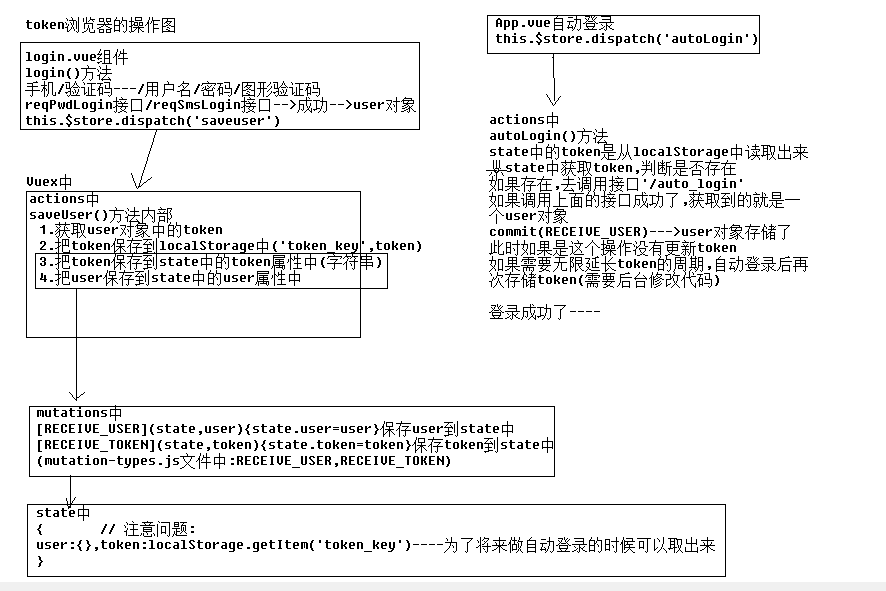 token浏览器的操作图
login.vue组件
login()方法
手机/验证码---/用户名/密码/图形验证码
reqPwdLogin接口/reqSmsLogin接口-->成功-->user对象
this.$store.dispatch('saveuser')
Vuex中
actions中
saveUser()方法内部
1.获取user对象中的token
2.把token保存到localStorage中('token_key',token)
3.把token保存到state中的token属性中(字符串)
4.把user保存到state中的user属性中
mutations中
[RECEIVE_USER](state,user){state.user=user}保存user到state中
[RECEIVE_TOKEN](state,token){state.token=token}保存token到state中
(mutation-types.js文件中:RECEIVE_USER,RECEIVE_TOKEN)
state中
{ // 注意问题:
user:{},token:localStorage.getItem('token_key')----为了将来做自动登录的时候可以取出来
}
App.vue自动登录
this.$store.dispatch('autoLogin')
actions中
autoLogin()方法
state中的token是从localStorage中读取出来
从state中获取token,判断是否存在
如果存在,去调用接口'/auto_login'
如果调用上面的接口成功了,获取到的就是一
个user对象
commit(RECEIVE_USER)--->user对象存储了
此时如果是这个操作没有更新token
如果需要无限延长token的周期,自动登录后再
次存储token(需要后台修改代码)
登录成功了----